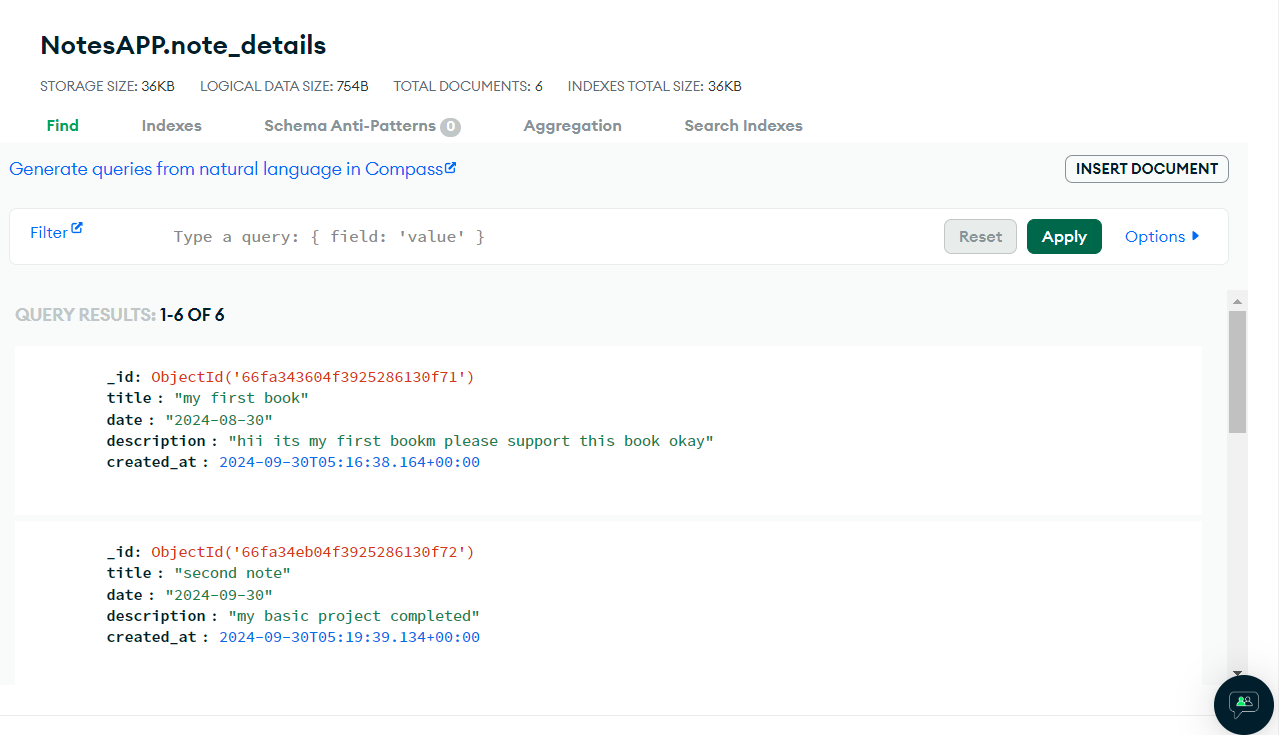 NotesAPP.note_details
STORAGE SIZE: 36KB LOGICAL DATA SIZE: 754B TOTAL DOCUMENTS: 6 INDEXES TOTAL SIZE: 36KB
Find Indexes Schema Anti-Patterns 0 Aggregation Search Indexes
Generate queries from natural language in Compass
INSERT DOCUMENT
Filter Type a query: { field: 'value' } Reset Apply Options
QUERY RESULTS: 1-6 OF 6
_id: ObjectId('66fa343604f3925286130f71')
title : "my first book"
date : "2024-08-30"
description : "hii its my first bookm please support this book okay"
created_at : 2024-09-30T05:16:38.164+00:00
_id: ObjectId('66fa34eb04f3925286130f72')
title : "second note"
date : "2024-09-30"
description : "my basic project completed"
created_at : 2024-09-30T05:19:39.134+00:00